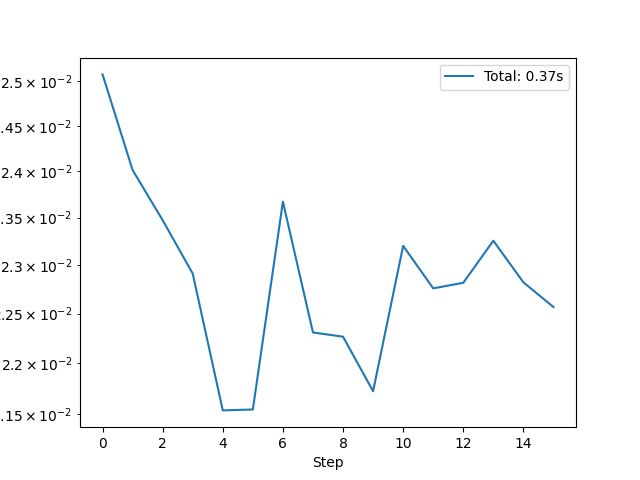 Total: 0.37s
2.5 × 10⁻²
.45 × 10⁻²
2.4 × 10⁻²
.35 × 10⁻²
2.3 × 10⁻²
.25 × 10⁻²
2.2 × 10⁻²
.15 × 10⁻²
0 2 4 6 8 10 12 14
Step